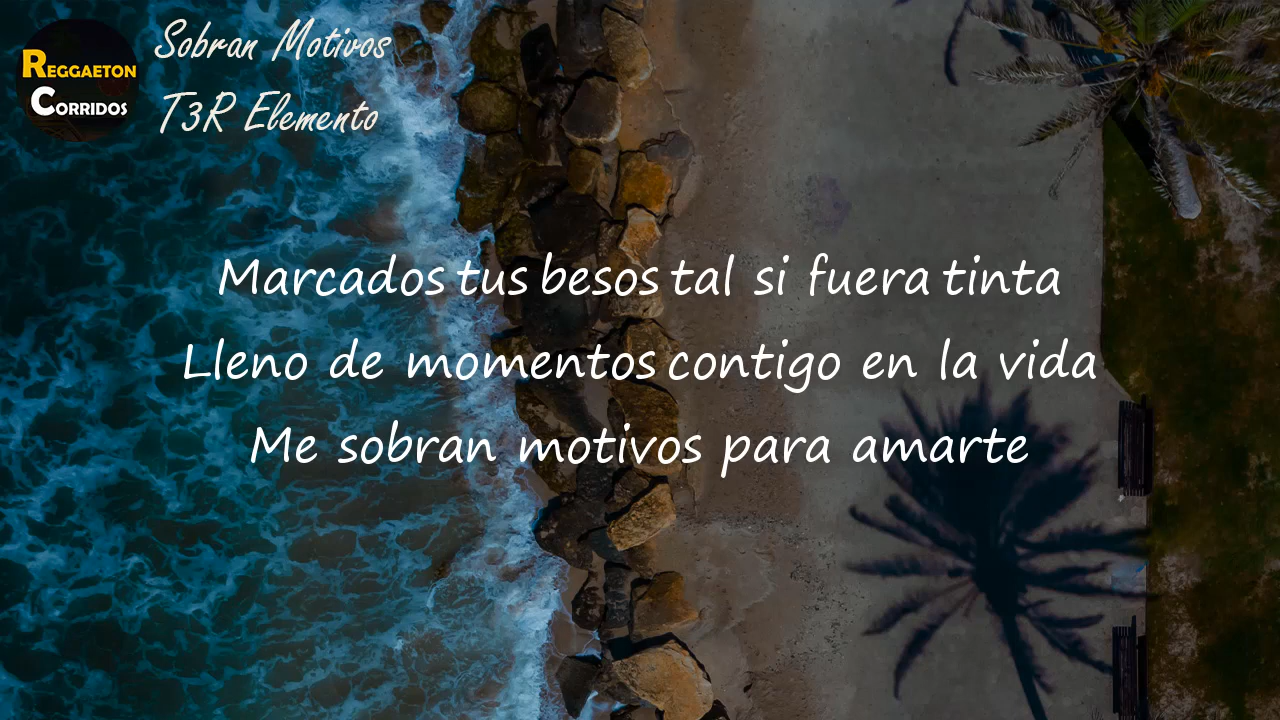 Reggaeton
Corridos
Sobran Motivos
T3R Elemento
Marcados tus besos tal si fuera tinta
Lleno de momentos contigo en la vida
Me sobran motivos para amarte